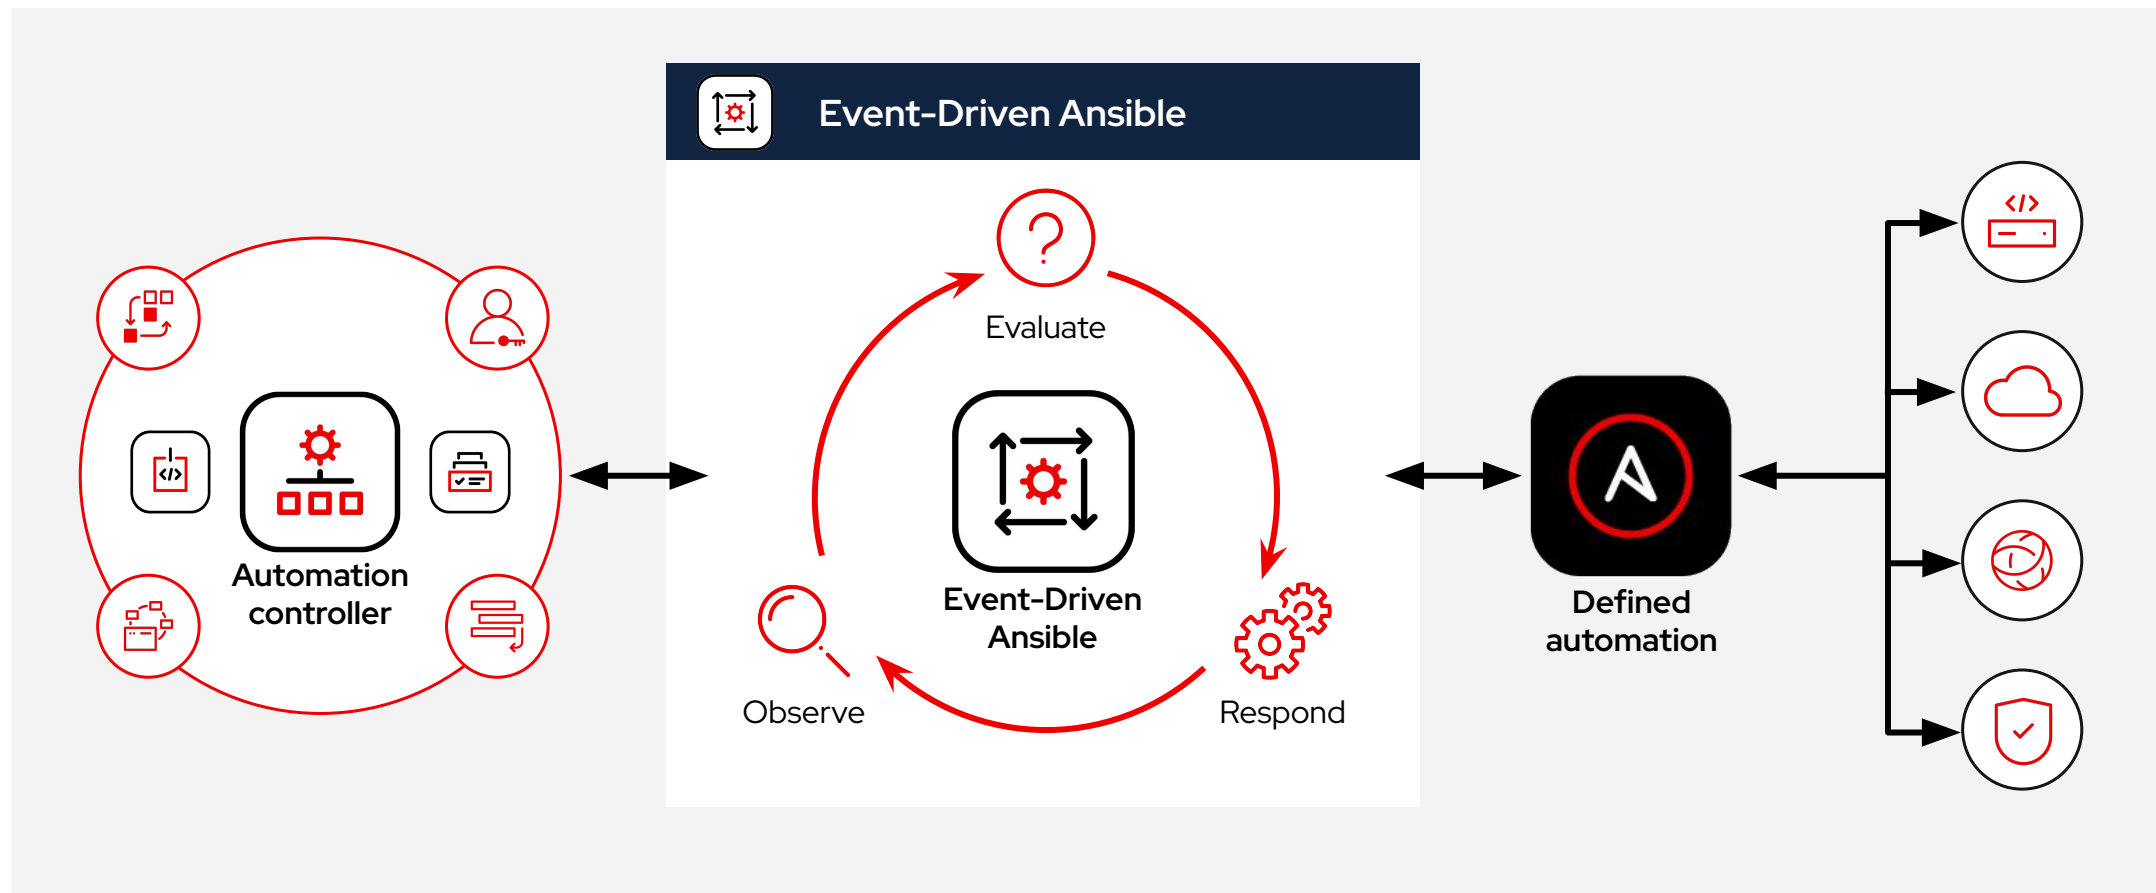 Event-Driven Ansible
Evaluate
Automation
controller
Event-Driven
Ansible
Observe
Respond
Defined
automation